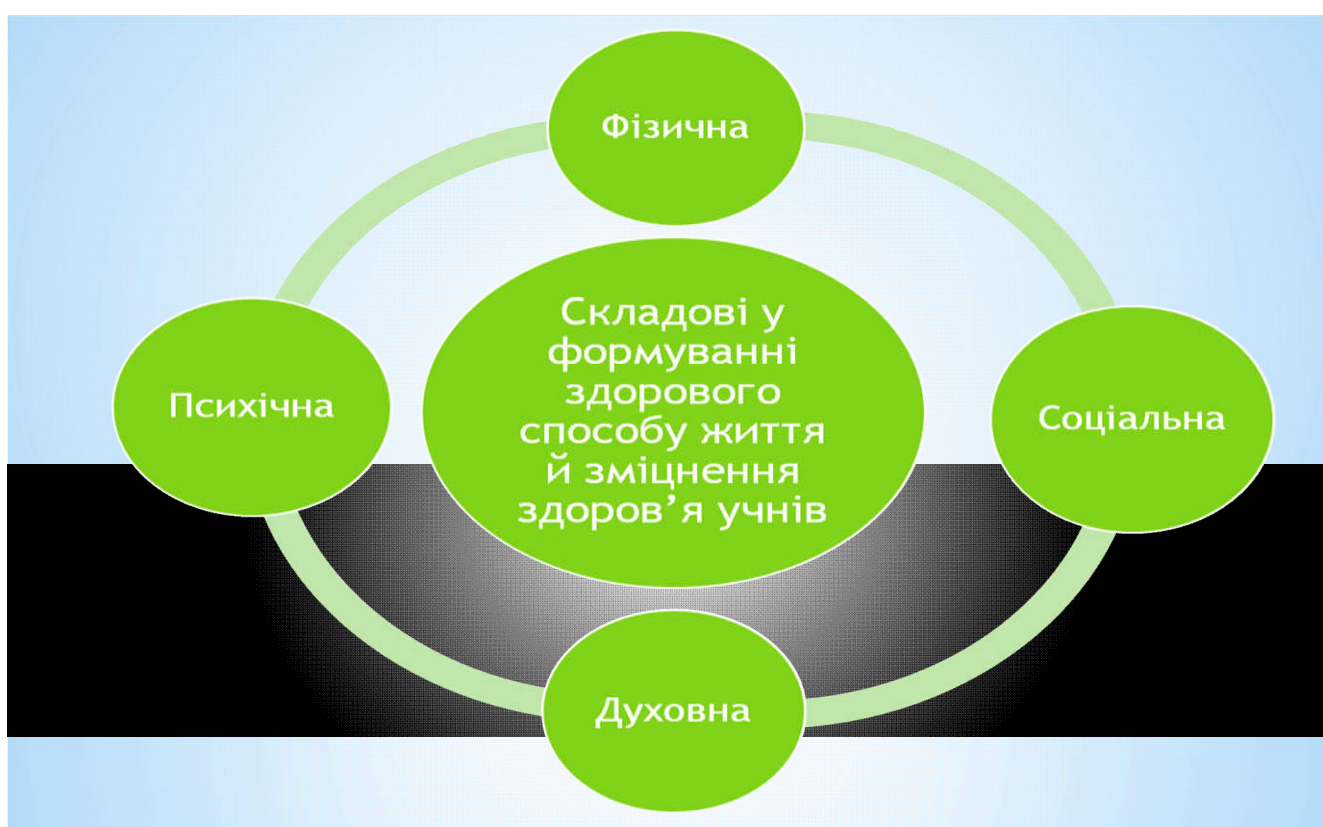 Фізична
Складові у
формуванні
здорового
способу життя
й зміцнення
здоров’я учнів
Психічна
Соціальна
Духовна